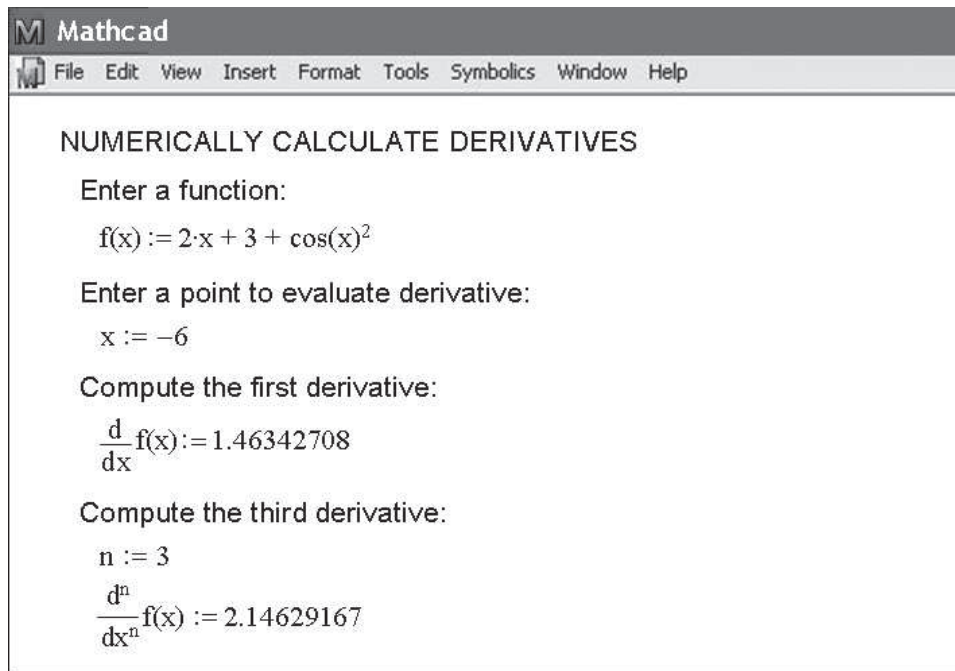 Mathcad
File Edit View Insert Format Tools Symbolics Window Help
NUMERICALLY CALCULATE DERIVATIVES
Enter a function:
f(x) := 2·x + 3 + cos(x)²
Enter a point to evaluate derivative:
x := −6
Compute the first derivative:
d/dx f(x) := 1.46342708
Compute the third derivative:
n := 3
dⁿ/dxⁿ f(x) := 2.14629167